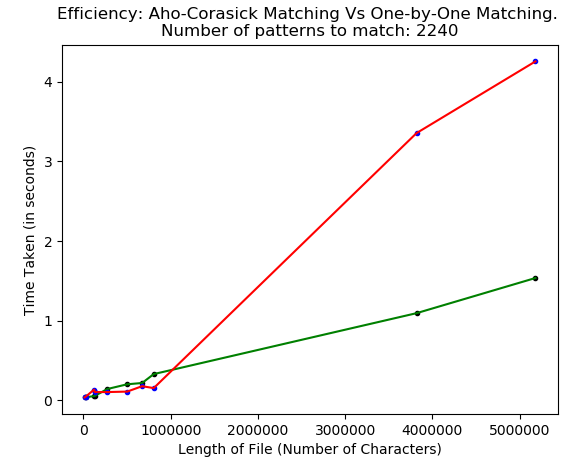 Efficiency: Aho-Corasick Matching Vs One-by-One Matching.
Number of patterns to match: 2240
4
3
2
1
0
Time Taken (in seconds)
0 1000000 2000000 3000000 4000000 5000000
Length of File (Number of Characters)